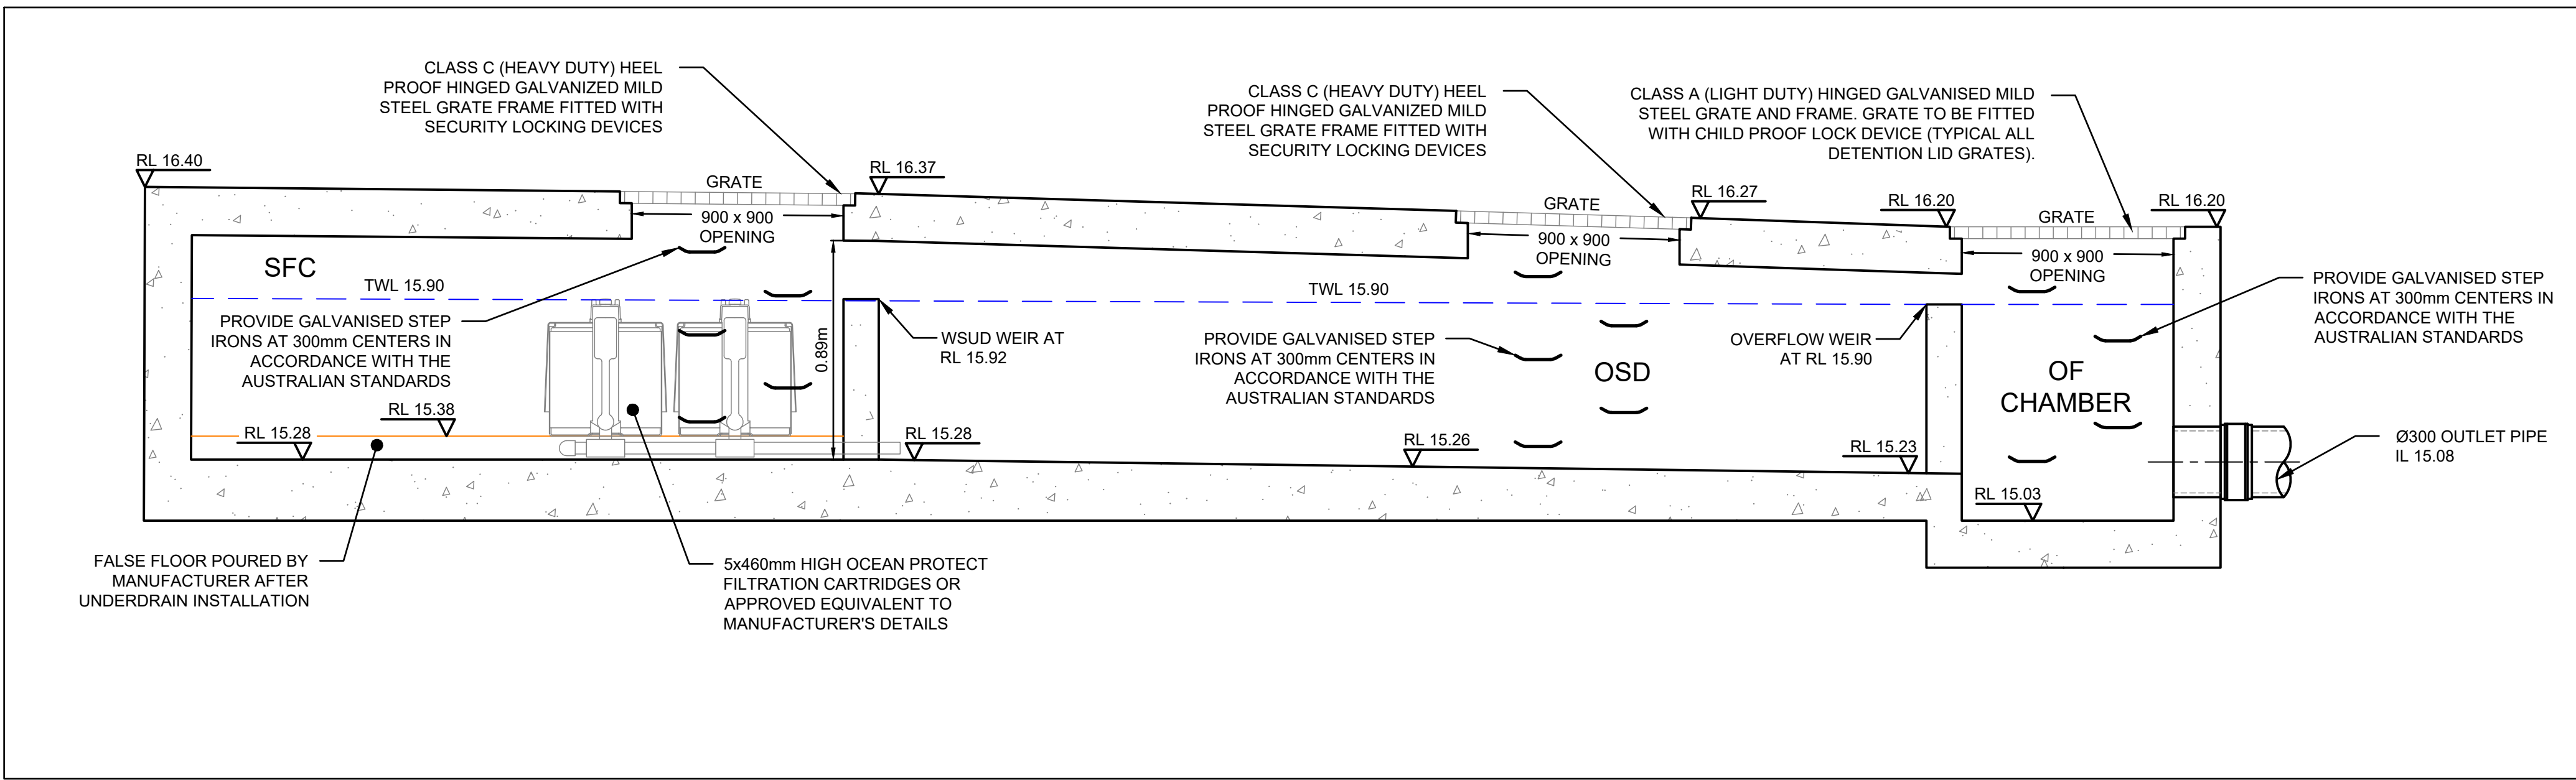 CLASS C (HEAVY DUTY) HEEL
PROOF HINGED GALVANIZED MILD
STEEL GRATE FRAME FITTED WITH
SECURITY LOCKING DEVICES
CLASS C (HEAVY DUTY) HEEL
PROOF HINGED GALVANIZED MILD
STEEL GRATE FRAME FITTED WITH
SECURITY LOCKING DEVICES
CLASS A (LIGHT DUTY) HINGED GALVANISED MILD
STEEL GRATE AND FRAME. GRATE TO BE FITTED
WITH CHILD PROOF LOCK DEVICE (TYPICAL ALL
DETENTION LID GRATES).
RL 16.40
GRATE
RL 16.37
GRATE
RL 16.27
RL 16.20
GRATE
RL 16.20
900 x 900
OPENING
900 x 900
OPENING
900 x 900
OPENING
SFC
TWL 15.90
TWL 15.90
PROVIDE GALVANISED STEP
IRONS AT 300mm CENTERS IN
ACCORDANCE WITH THE
AUSTRALIAN STANDARDS
0.89m
WSUD WEIR AT
RL 15.92
PROVIDE GALVANISED STEP
IRONS AT 300mm CENTERS IN
ACCORDANCE WITH THE
AUSTRALIAN STANDARDS
OSD
OVERFLOW WEIR
AT RL 15.90
OF
CHAMBER
PROVIDE GALVANISED STEP
IRONS AT 300mm CENTERS IN
ACCORDANCE WITH THE
AUSTRALIAN STANDARDS
RL 15.38
RL 15.28
RL 15.28
RL 15.26
RL 15.23
RL 15.03
Ø300 OUTLET PIPE
IL 15.08
FALSE FLOOR POURED BY
MANUFACTURER AFTER
UNDERDRAIN INSTALLATION
5x460mm HIGH OCEAN PROTECT
FILTRATION CARTRIDGES OR
APPROVED EQUIVALENT TO
MANUFACTURER'S DETAILS